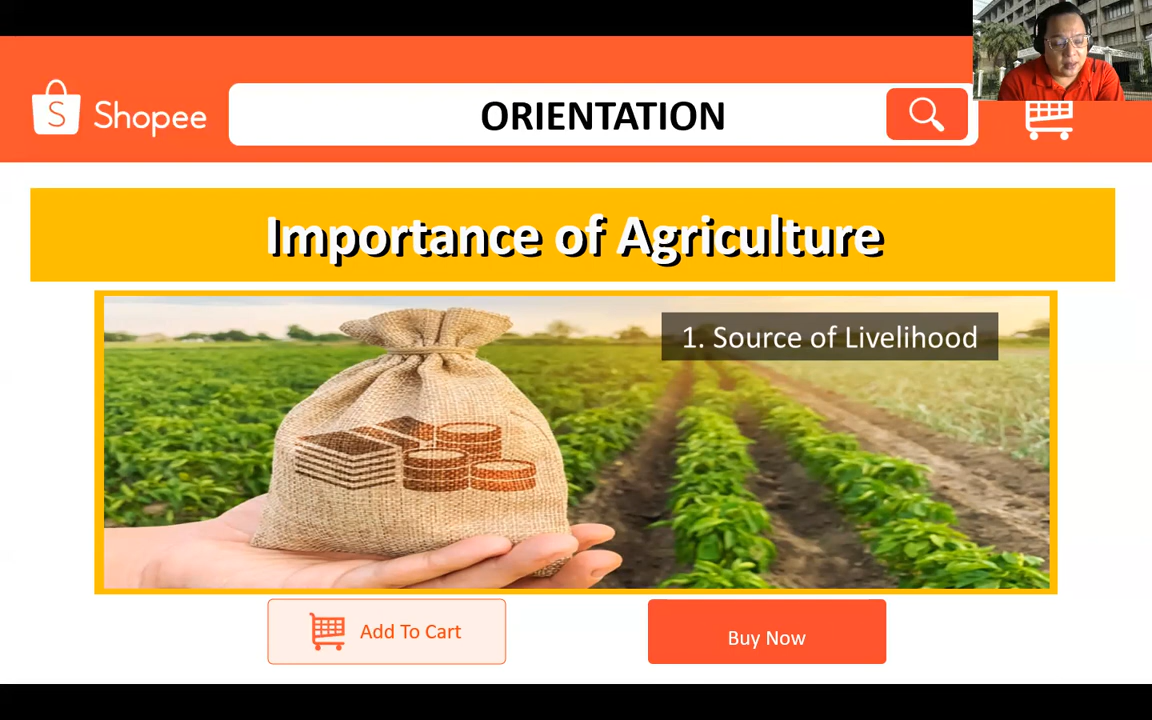 S
Shopee
ORIENTATION
Importance of Agriculture
1. Source of Livelihood
Add To Cart
Buy Now